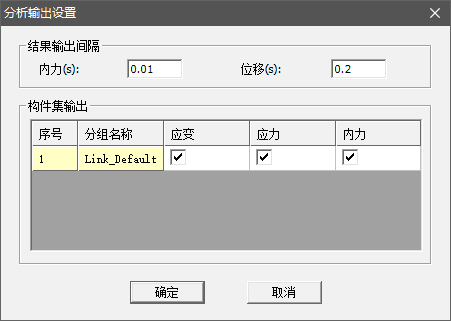 分析输出设置
结果输出间隔
内力(s): 0.01 位移(s): 0.2
构件集输出
序号 分组名称 应变 应力 内力
1 Link_Default
确定 取消